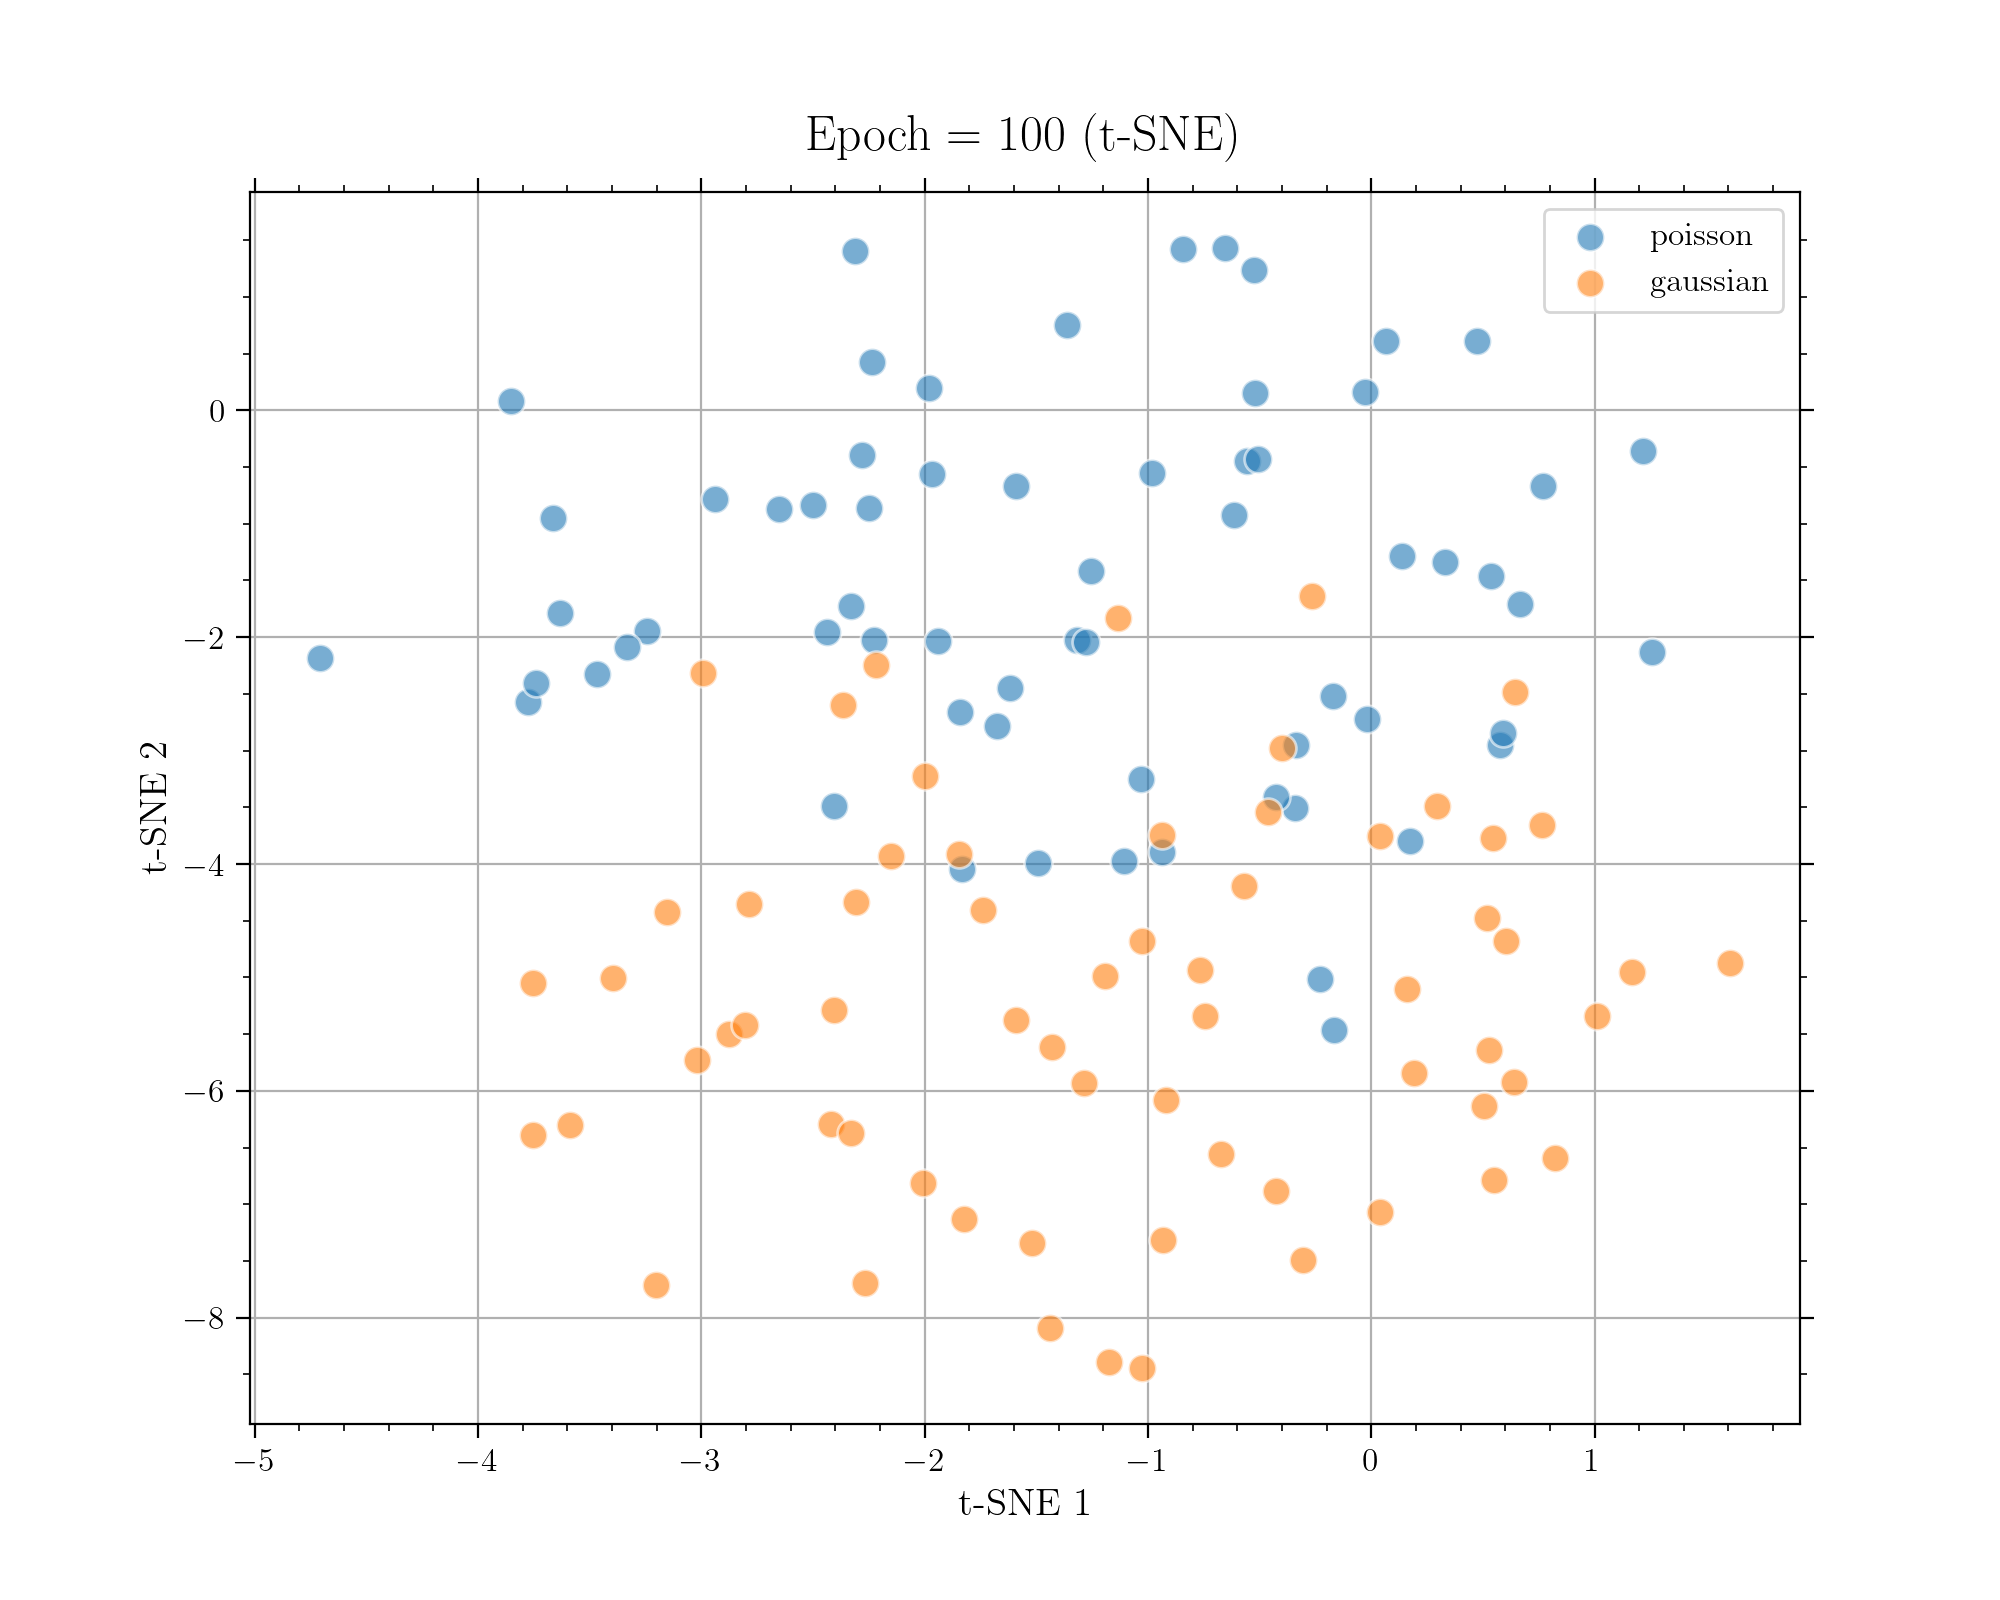 Epoch = 100 (t-SNE)
poisson
gaussian
0
−2
−4
−6
−8
t-SNE 2
−5 −4 −3 −2 −1 0 1
t-SNE 1